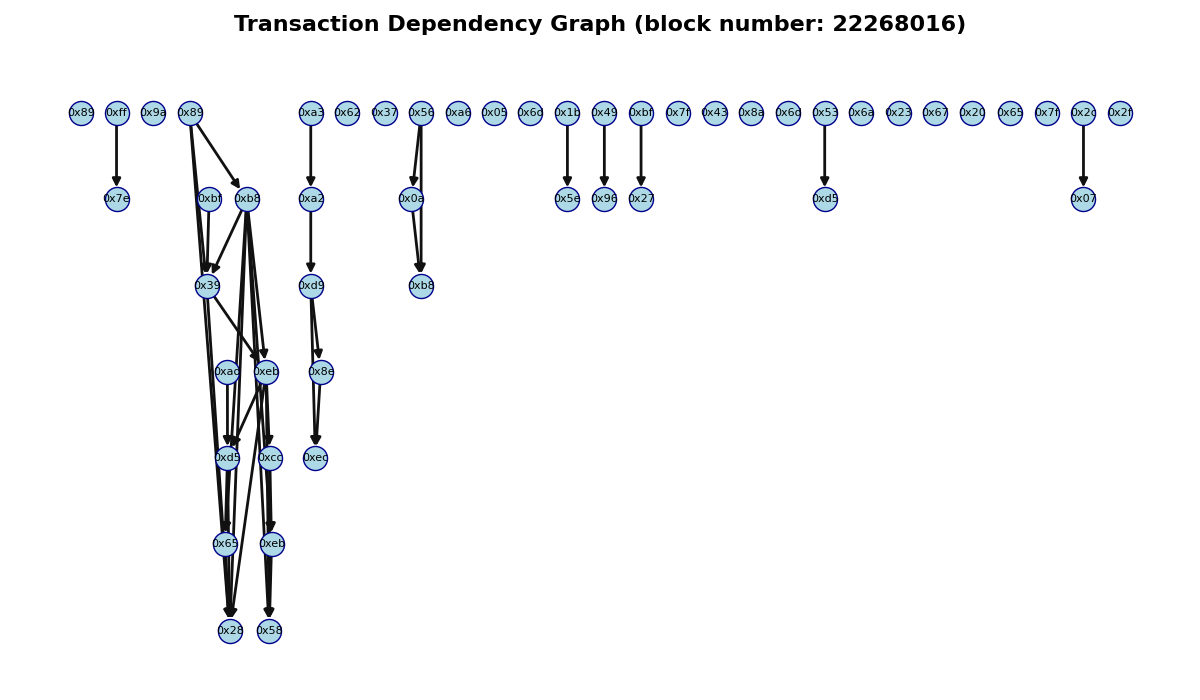 Transaction Dependency Graph (block number: 22268016)
0x89 0xff 0x9a 0x89 0xa3 0x62 0x37 0x56 0xa6 0x05 0x6d 0x1b 0x49 0xbf 0x7f 0x43 0x8a 0x6d 0x53 0x6a 0x23 0x67 0x20 0x65 0x7f 0x2c 0x2f
0x7e 0xbf 0xb8 0xa2 0x0a 0x5e 0x96 0x27 0xd5 0x07
0x39 0xd9 0xb8
0xac 0xeb 0x8e
0xd5 0xcc 0xec
0x65 0xeb
0x28 0x58